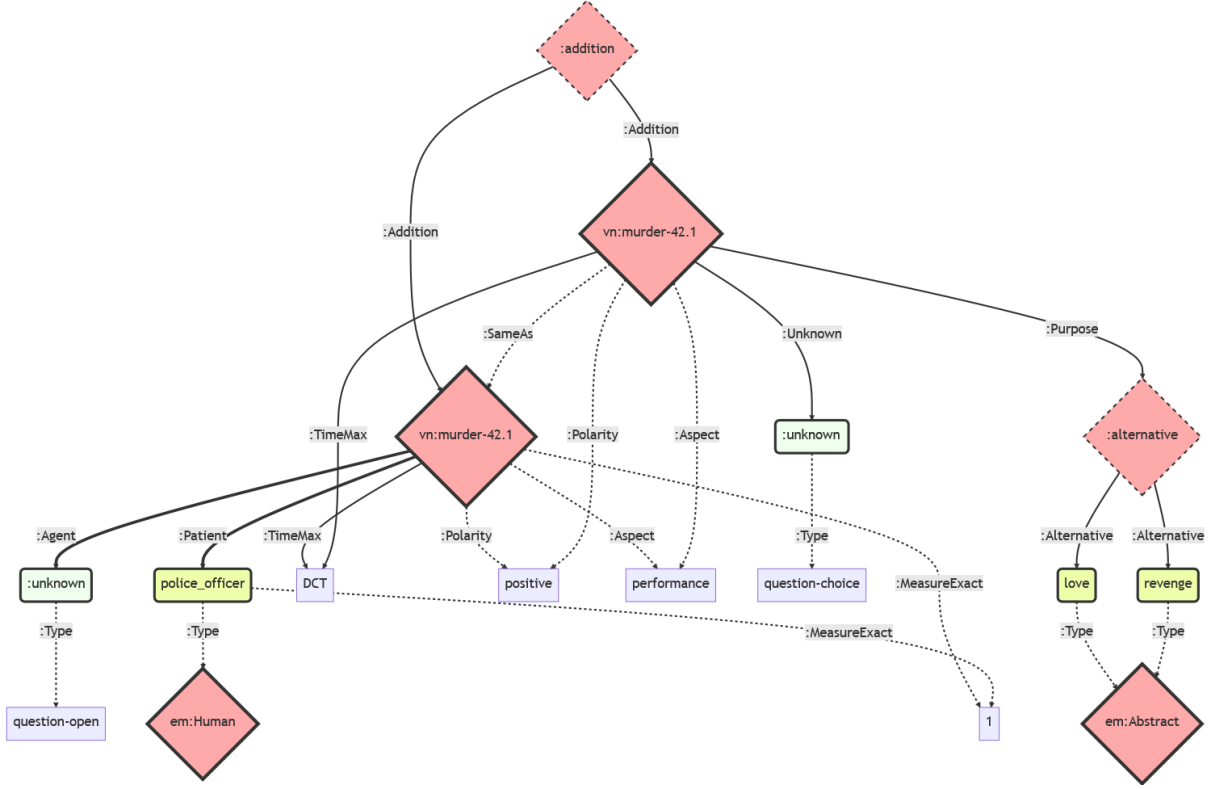 :addition
:Addition
:Addition
vn:murder-42.1
:SameAs
:Unknown
:Purpose
:TimeMax
:Polarity
:Aspect
vn:murder-42.1
:unknown
:alternative
:Agent
:Patient
:TimeMax
:Polarity
:Aspect
:Type
:Alternative
:Alternative
:unknown
police_officer
DCT
positive
performance
question-choice
:MeasureExact
love
revenge
:Type
:Type
:MeasureExact
:Type
:Type
question-open
em:Human
1
em:Abstract